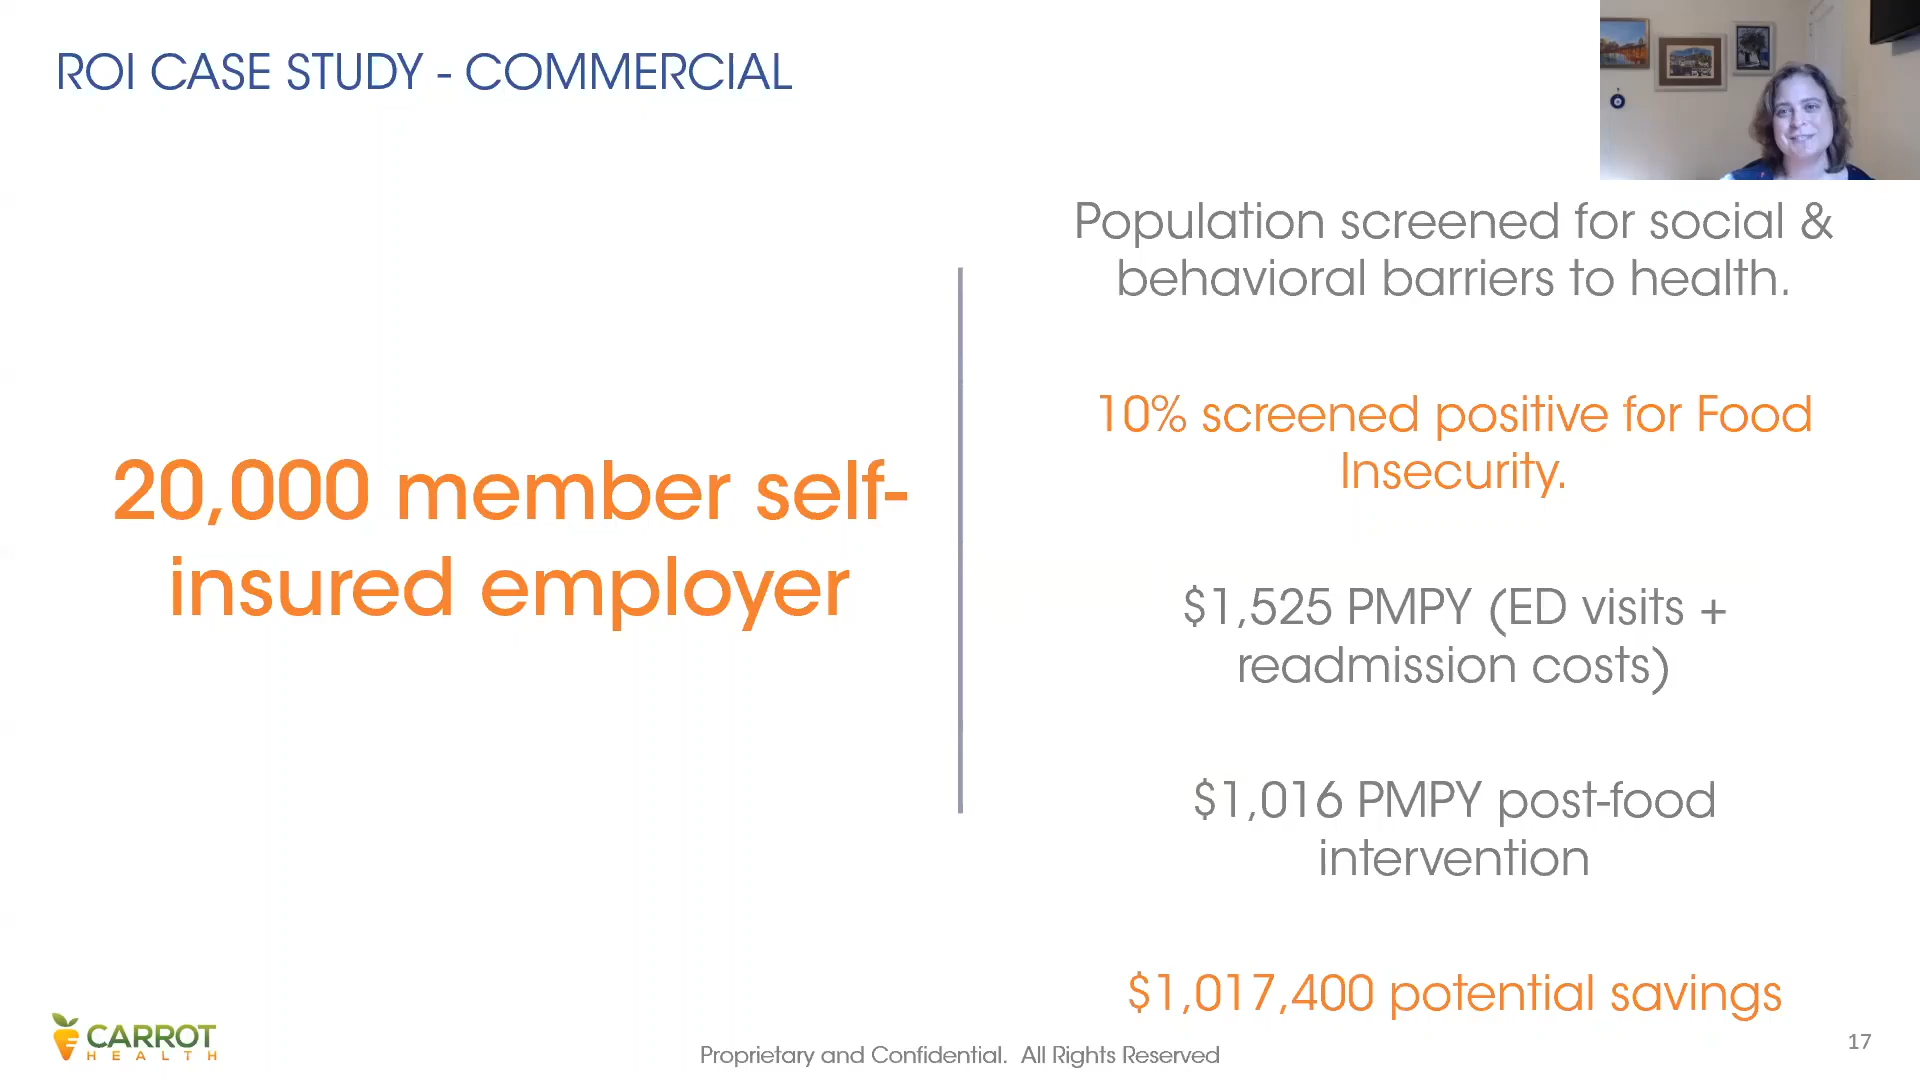 ROI CASE STUDY - COMMERCIAL
20,000 member self-
insured employer
Population screened for social &
behavioral barriers to health.
10% screened positive for Food
Insecurity.
$1,525 PMPY (ED visits +
readmission costs)
$1,016 PMPY post-food
intervention
$1,017,400 potential savings
CARROT
HEALTH
Proprietary and Confidential. All Rights Reserved
17